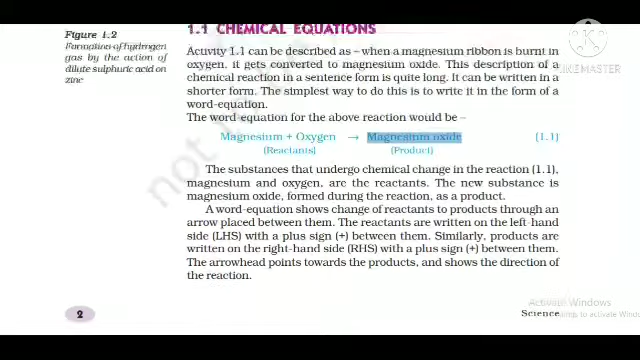 1.1 CHEMICAL EQUATIONS
Figure 1.2
Formation of hydrogen
gas by the action of
dilute sulphuric acid on
zinc
Activity 1.1 can be described as – when a magnesium ribbon is burnt in
oxygen, it gets converted to magnesium oxide. This description of a
chemical reaction in a sentence form is quite long. It can be written in a
shorter form. The simplest way to do this is to write it in the form of a
word-equation.
The word-equation for the above reaction would be –
Magnesium + Oxygen → Magnesium oxide (1.1)
(Reactants) (Product)
The substances that undergo chemical change in the reaction (1.1),
magnesium and oxygen, are the reactants. The new substance is
magnesium oxide, formed during the reaction, as a product.
A word-equation shows change of reactants to products through an
arrow placed between them. The reactants are written on the left-hand
side (LHS) with a plus sign (+) between them. Similarly, products are
written on the right-hand side (RHS) with a plus sign (+) between them.
The arrowhead points towards the products, and shows the direction of
the reaction.
2
Science
Activate Windows
to activate Windo
KINEMASTER
not